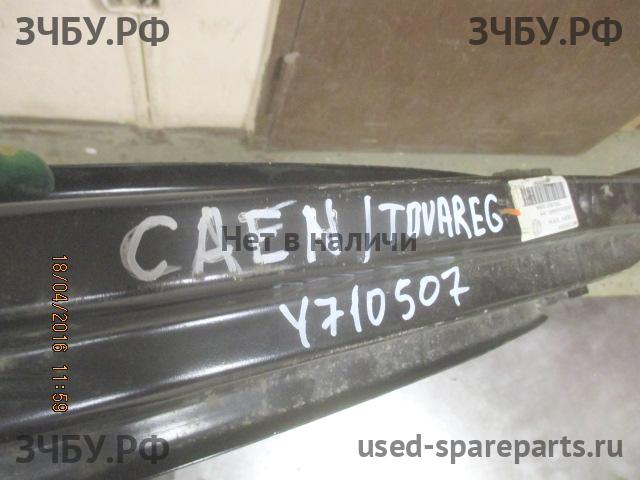 ЗЧБУ.РФ
ЗЧБУ.РФ
CAEN/TOVAREG
Нет в наличии
Y710507
18/04/2016 11:59
ЗЧБУ.РФ
used-spareparts.ru